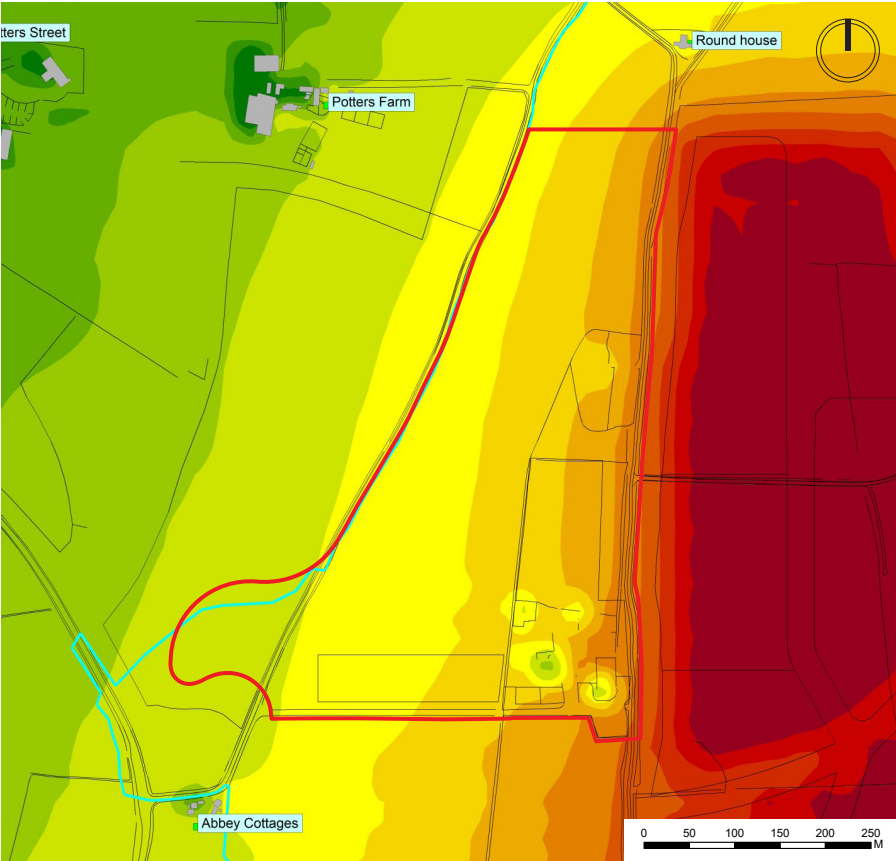 tters Street
Round house
Potters Farm
Abbey Cottages
0 50 100 150 200 250
M